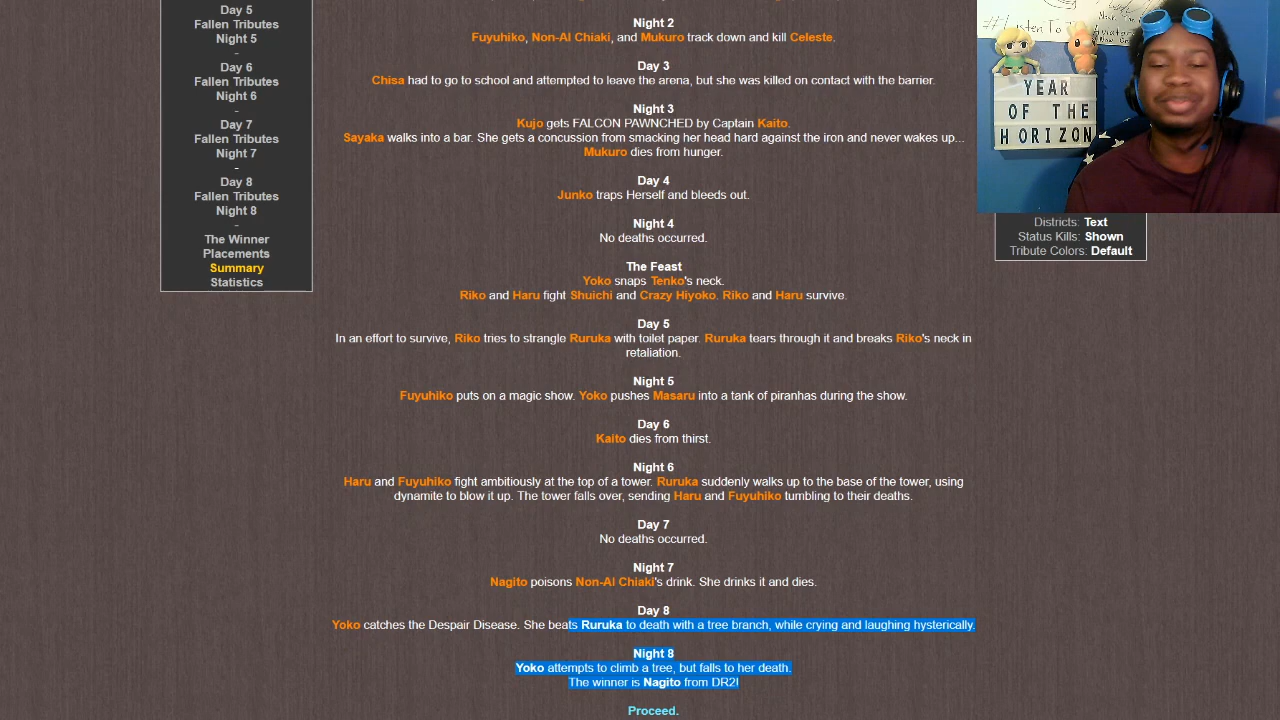 Day 5
Fallen Tributes
Night 5
-
Day 6
Fallen Tributes
Night 6
-
Day 7
Fallen Tributes
Night 7
-
Day 8
Fallen Tributes
Night 8
-
The Winner
Placements
Summary
Statistics
Night 2
Fuyuhiko, Non-AI Chiaki, and Mukuro track down and kill Celeste.
Day 3
Chisa had to go to school and attempted to leave the arena, but she was killed on contact with the barrier.
Night 3
Kujo gets FALCON PAWNCHED by Captain Kaito.
Sayaka walks into a bar. She gets a concussion from smacking her head hard against the iron and never wakes up...
Mukuro dies from hunger.
Day 4
Junko traps Herself and bleeds out.
Night 4
No deaths occurred.
The Feast
Yoko snaps Tenko's neck.
Riko and Haru fight Shuichi and Crazy Hiyoko. Riko and Haru survive.
Day 5
In an effort to survive, Riko tries to strangle Ruruka with toilet paper. Ruruka tears through it and breaks Riko's neck in
retaliation.
Night 5
Fuyuhiko puts on a magic show. Yoko pushes Masaru into a tank of piranhas during the show.
Day 6
Kaito dies from thirst.
Night 6
Haru and Fuyuhiko fight ambitiously at the top of a tower. Ruruka suddenly walks up to the base of the tower, using
dynamite to blow it up. The tower falls over, sending Haru and Fuyuhiko tumbling to their deaths.
Day 7
No deaths occurred.
Night 7
Nagito poisons Non-AI Chiaki's drink. She drinks it and dies.
Day 8
Yoko catches the Despair Disease. She beats Ruruka to death with a tree branch, while crying and laughing hysterically.
Night 8
Yoko attempts to climb a tree, but falls to her death.
The winner is Nagito from DR2!
Proceed.
YEAR
OF THE
HORIZON
Districts: Text
Status Kills: Shown
Tribute Colors: Default